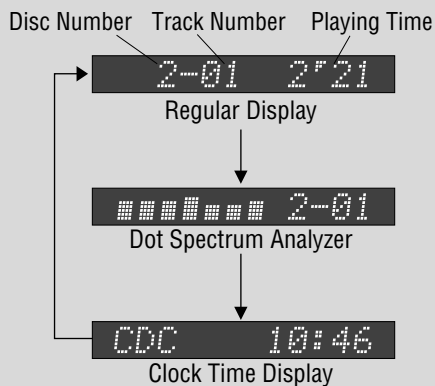 Disc Number Track Number Playing Time
2-01 2"21
Regular Display
2-01
Dot Spectrum Analyzer
CDC 10:46
Clock Time Display